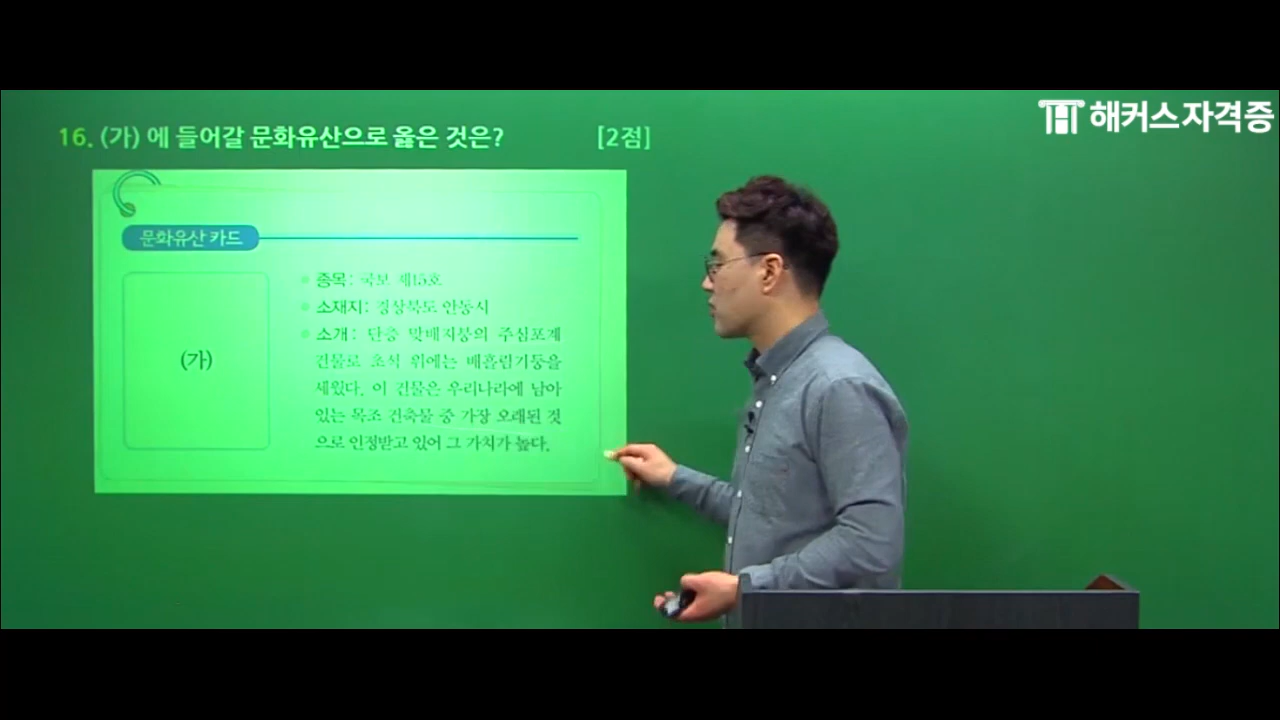 해커스자격증
16. (가) 에 들어갈 문화유산으로 옳은 것은? [2점]
문화유산 카드
(가)
종목: 국보 제15호
소재지: 경상북도 안동시
소개: 단층 맞배지붕의 주심포계
건물로 초석 위에는 배흘림기둥을
세웠다. 이 건물은 우리나라에 남아
있는 목조 건축물 중 가장 오래된 것
으로 인정받고 있어 그 가치가 높다.